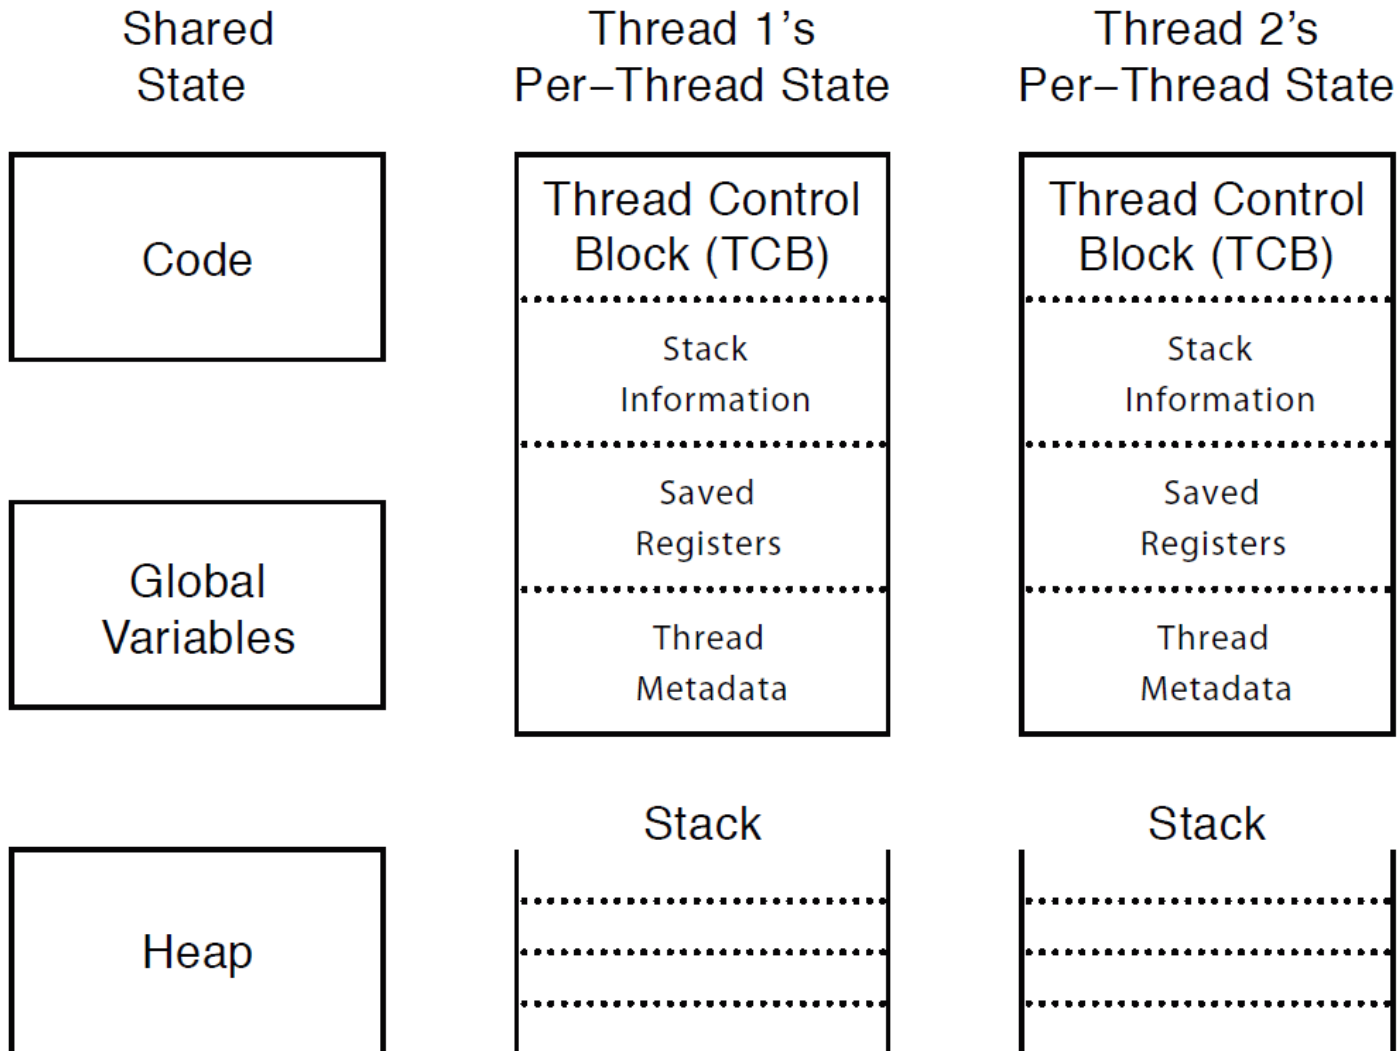 Shared
State
Thread 1's
Per–Thread State
Thread 2's
Per–Thread State
Code
Global
Variables
Heap
Thread Control
Block (TCB)
Stack
Information
Saved
Registers
Thread
Metadata
Stack
Thread Control
Block (TCB)
Stack
Information
Saved
Registers
Thread
Metadata
Stack